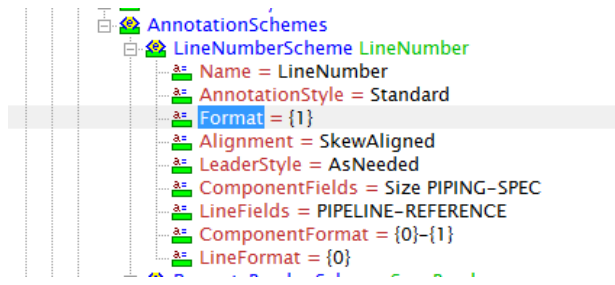 AnnotationSchemes
LineNumberScheme LineNumber
Name = LineNumber
AnnotationStyle = Standard
Format = {1}
Alignment = SkewAligned
LeaderStyle = AsNeeded
ComponentFields = Size PIPING-SPEC
LineFields = PIPELINE-REFERENCE
ComponentFormat = {0}-{1}
LineFormat = {0}